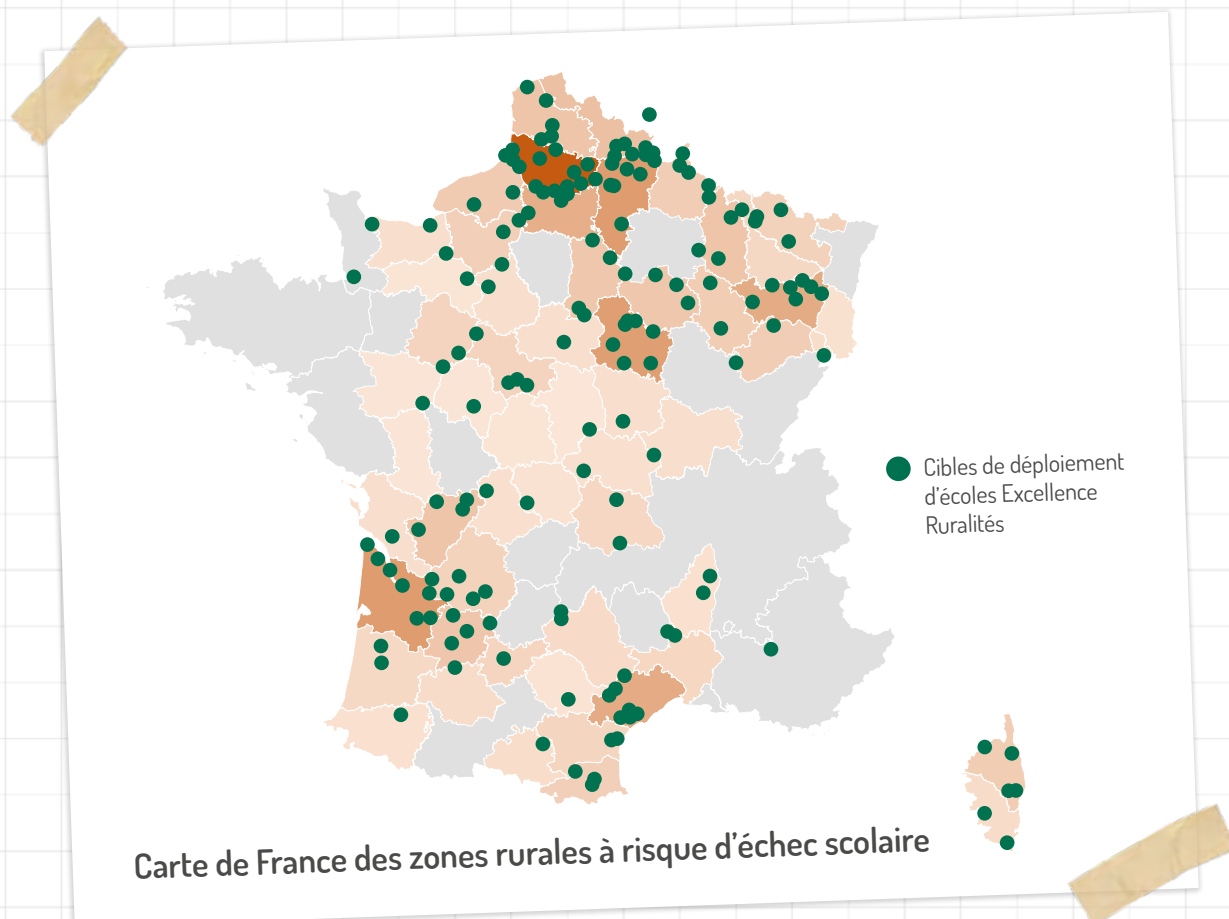 Cibles de déploiement
d'écoles Excellence
Ruralités
Carte de France des zones rurales à risque d'échec scolaire